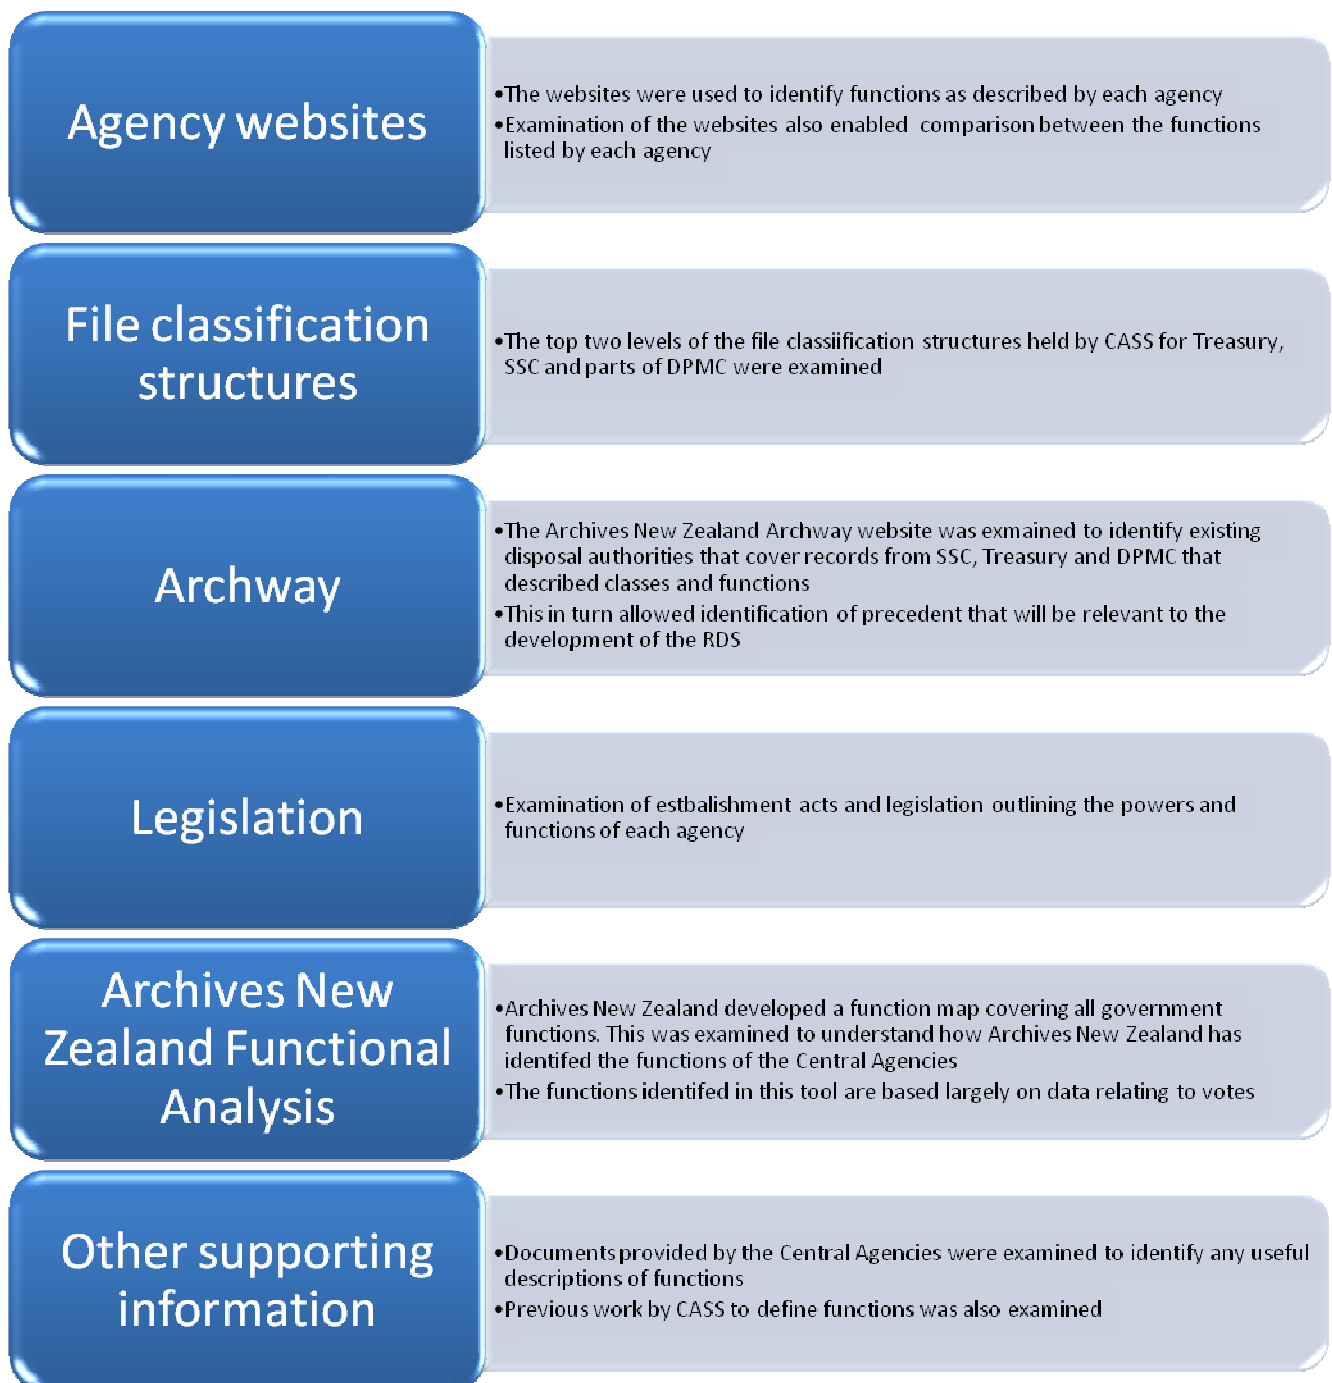 Agency websites
•The websites were used to identify functions as described by each agency
•Examination of the websites also enabled comparison between the functions
listed by each agency
File classification
structures
•The top two levels of the file classiification structures held by CASS for Treasury,
SSC and parts of DPMC were examined
Archway
•The Archives New Zealand Archway website was exmained to identify existing
disposal authorities that cover records from SSC, Treasury and DPMC that
described classes and functions
•This in turn allowed identification of precedent that will be relevant to the
development of the RDS
Legislation
•Examination of estbalishment acts and legislation outlining the powers and
functions of each agency
Archives New
Zealand Functional
Analysis
•Archives New Zealand developed a function map covering all government
functions. This was examined to understand how Archives New Zealand has
identifed the functions of the Central Agencies
•The functions identifed in this tool are based largely on data relating to votes
Other supporting
information
•Documents provided by the Central Agencies were examined to identify any useful
descriptions of functions
•Previous work by CASS to define functions was also examined